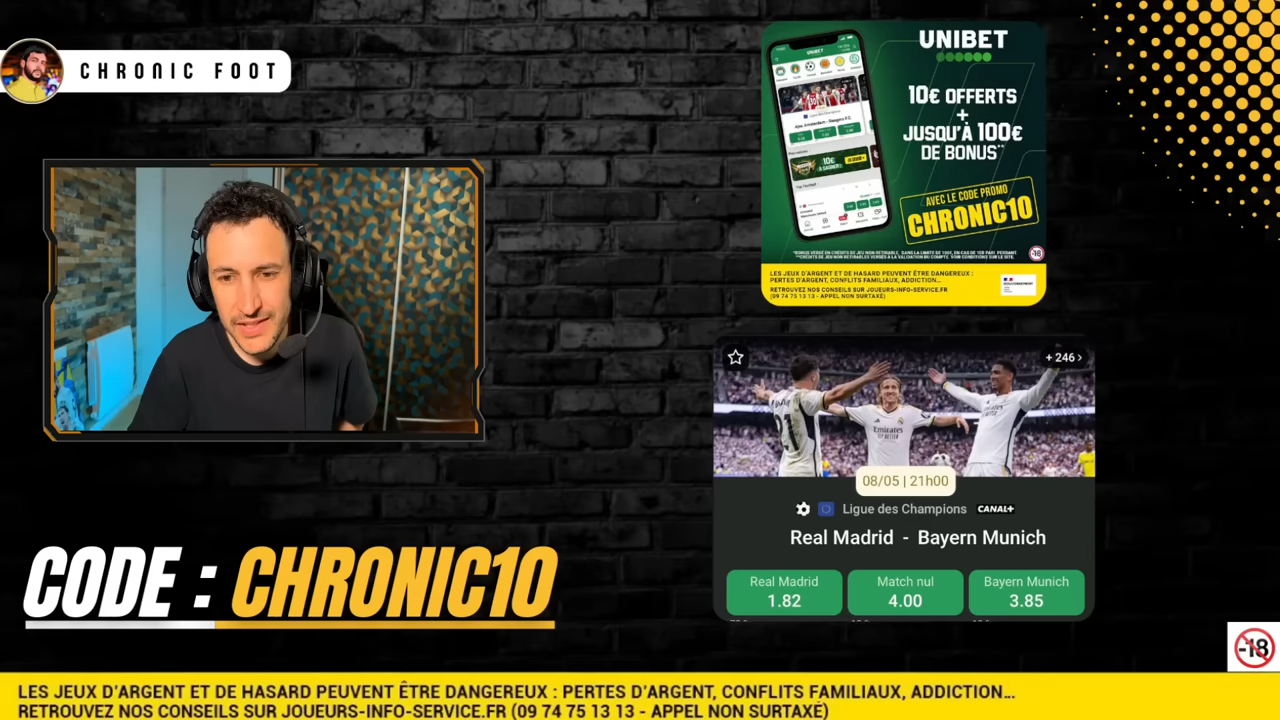 CHRONIC FOOT
UNIBET
10€ OFFERTS
+
JUSQU'À 100€
DE BONUS**
AVEC LE CODE PROMO
CHRONIC10
-18
LES JEUX D'ARGENT ET DE HASARD PEUVENT ÊTRE DANGEREUX :
PERTES D'ARGENT, CONFLITS FAMILIAUX, ADDICTION...
RETROUVEZ NOS CONSEILS SUR JOUEURS-INFO-SERVICE.FR
(09 74 75 13 13 - APPEL NON SURTAXÉ)
+ 246 >
21
Emirates
08/05 | 21h00
Ligue des Champions CANAL+
Real Madrid - Bayern Munich
Real Madrid Match nul Bayern Munich
1.82 4.00 3.85
CODE : CHRONIC10
-18
LES JEUX D'ARGENT ET DE HASARD PEUVENT ÊTRE DANGEREUX : PERTES D'ARGENT, CONFLITS FAMILIAUX, ADDICTION...
RETROUVEZ NOS CONSEILS SUR JOUEURS-INFO-SERVICE.FR (09 74 75 13 13 - APPEL NON SURTAXÉ)